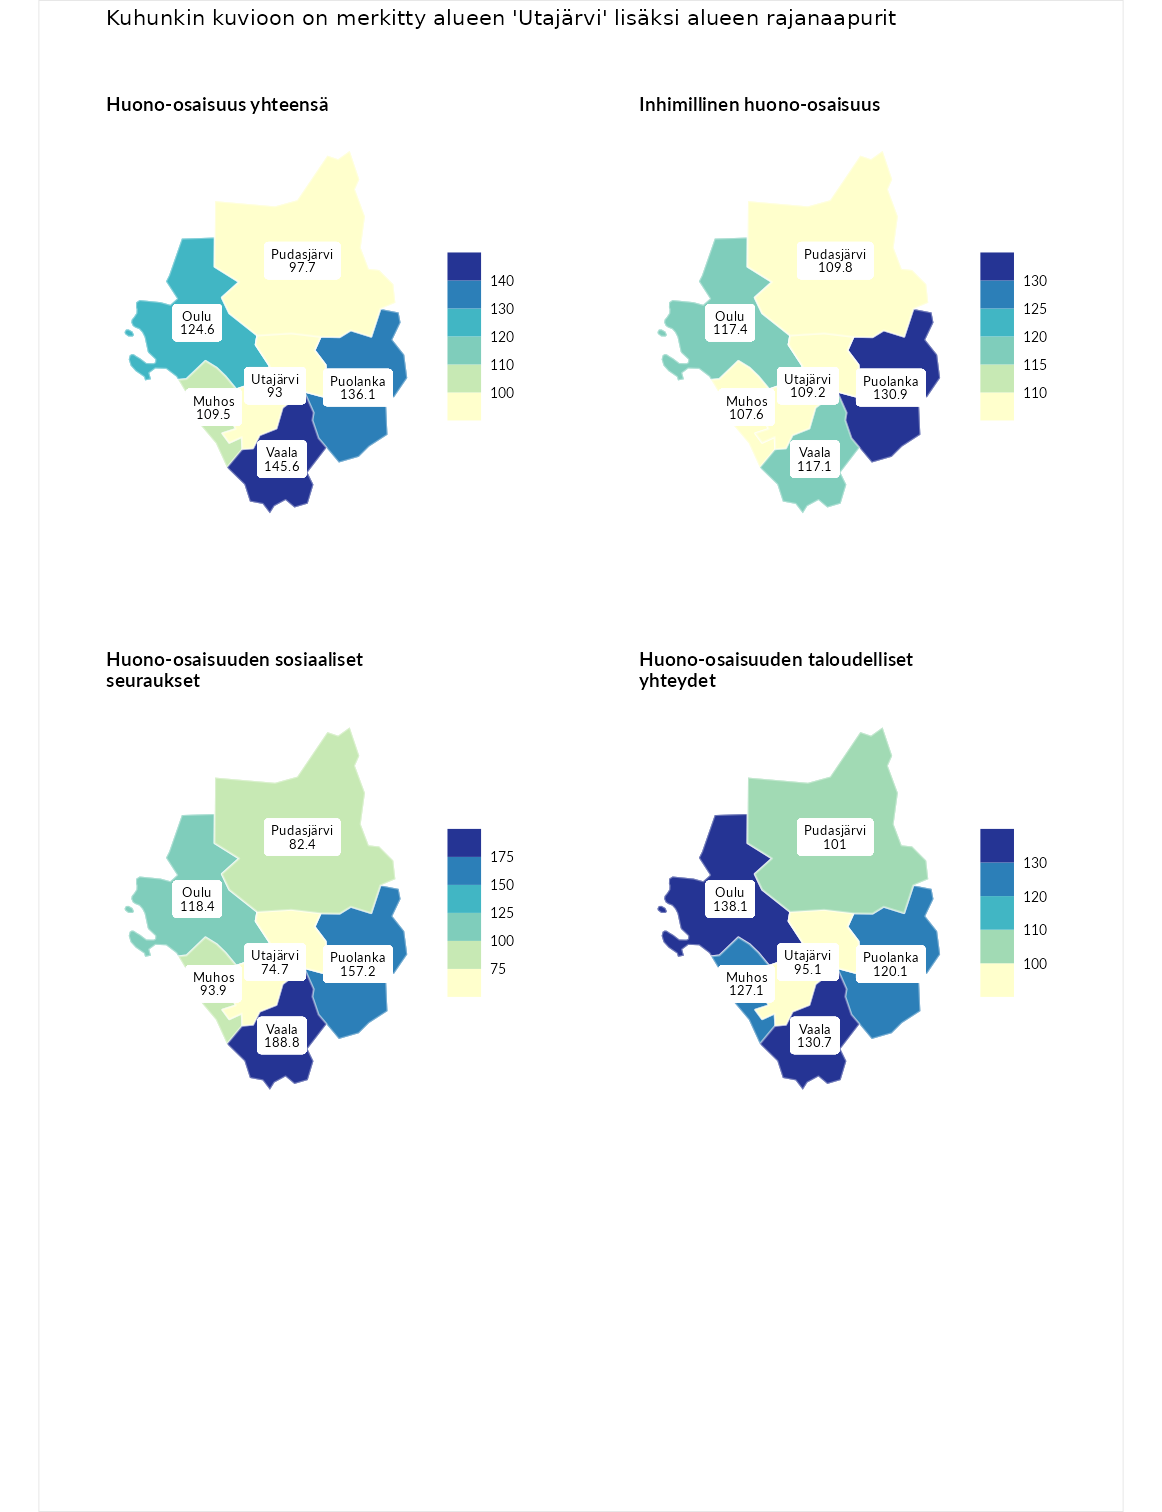 Kuhunkin kuvioon on merkitty alueen 'Utajärvi' lisäksi alueen rajanaapurit
Huono-osaisuus yhteensä
Pudasjärvi
97.7
Oulu
124.6
Utajärvi
93
Puolanka
136.1
Muhos
109.5
Vaala
145.6
140
130
120
110
100
Inhimillinen huono-osaisuus
Pudasjärvi
109.8
Oulu
117.4
Utajärvi
109.2
Puolanka
130.9
Muhos
107.6
Vaala
117.1
130
125
120
115
110
Huono-osaisuuden sosiaaliset
seuraukset
Pudasjärvi
82.4
Oulu
118.4
Utajärvi
74.7
Puolanka
157.2
Muhos
93.9
Vaala
188.8
175
150
125
100
75
Huono-osaisuuden taloudelliset
yhteydet
Pudasjärvi
101
Oulu
138.1
Utajärvi
95.1
Puolanka
120.1
Muhos
127.1
Vaala
130.7
130
120
110
100